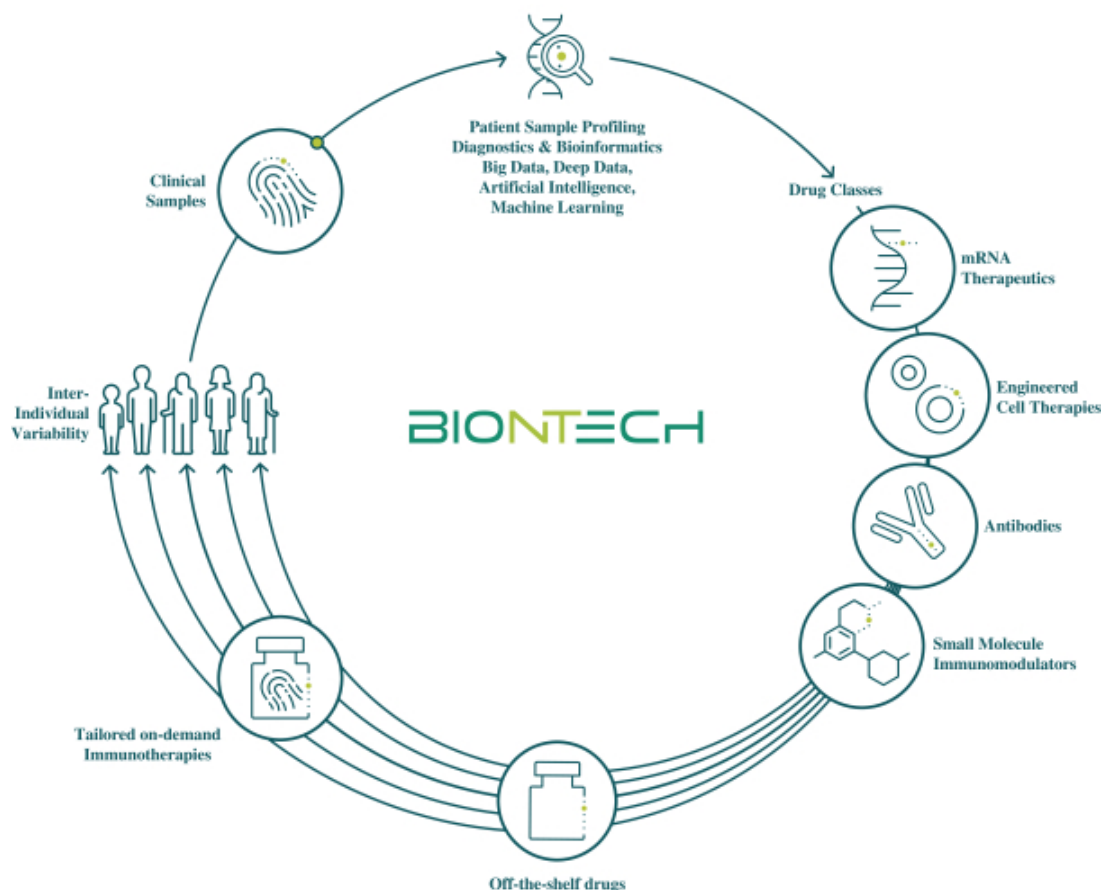 Patient Sample Profiling
Diagnostics & Bioinformatics
Big Data, Deep Data,
Artificial Intelligence,
Machine Learning
Clinical
Samples
Drug Classes
mRNA
Therapeutics
Engineered
Cell Therapies
Inter-
Individual
Variability
BIONTECH
Antibodies
Small Molecule
Immunomodulators
Tailored on-demand
Immunotherapies
Off-the-shelf drugs